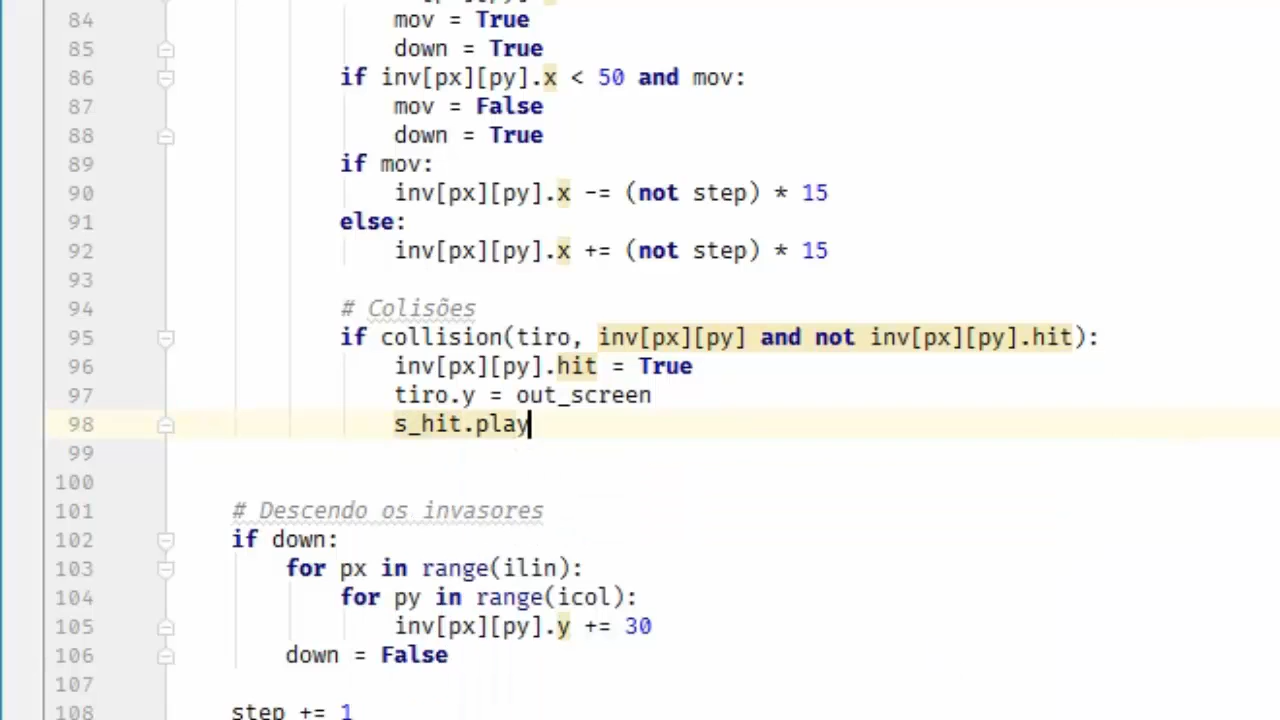 84 mov = True
85 down = True
86 if inv[px][py].x < 50 and mov:
87 mov = False
88 down = True
89 if mov:
90 inv[px][py].x -= (not step) * 15
91 else:
92 inv[px][py].x += (not step) * 15
93
94 # Colisões
95 if collision(tiro, inv[px][py] and not inv[px][py].hit):
96 inv[px][py].hit = True
97 tiro.y = out_screen
98 s_hit.play
99
100
101 # Descendo os invasores
102 if down:
103 for px in range(ilin):
104 for py in range(icol):
105 inv[px][py].y += 30
106 down = False
107
108 step += 1